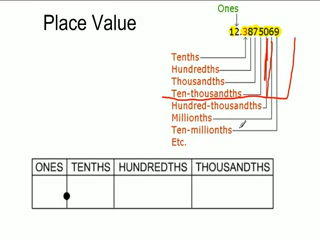 Place Value
Ones
12.3875069
Tenths
Hundredths
Thousandths
Ten-thousandths
Hundred-thousandths
Millionths
Ten-millionths
Etc.
ONES TENTHS HUNDREDTHS THOUSANDTHS